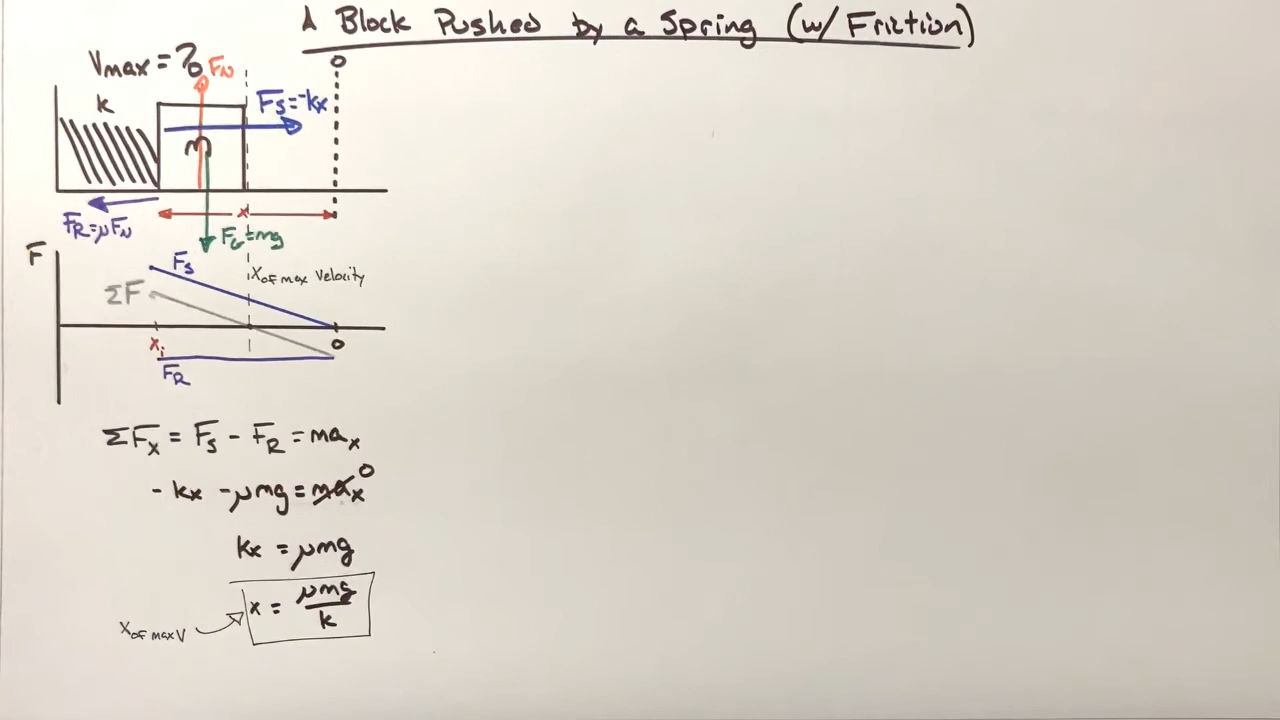 A Block Pushed by a Spring (w/ Friction)
Vmax = ?
0
FN
k
Fs = -kx
m
FR = μFN
x
FG = mg
F
Fs
x of max velocity
ΣF
xi
0
FR
ΣFx = Fs - FR = max
- kx - μmg = max 0
kx = μmg
x = μmg/k
x of max V